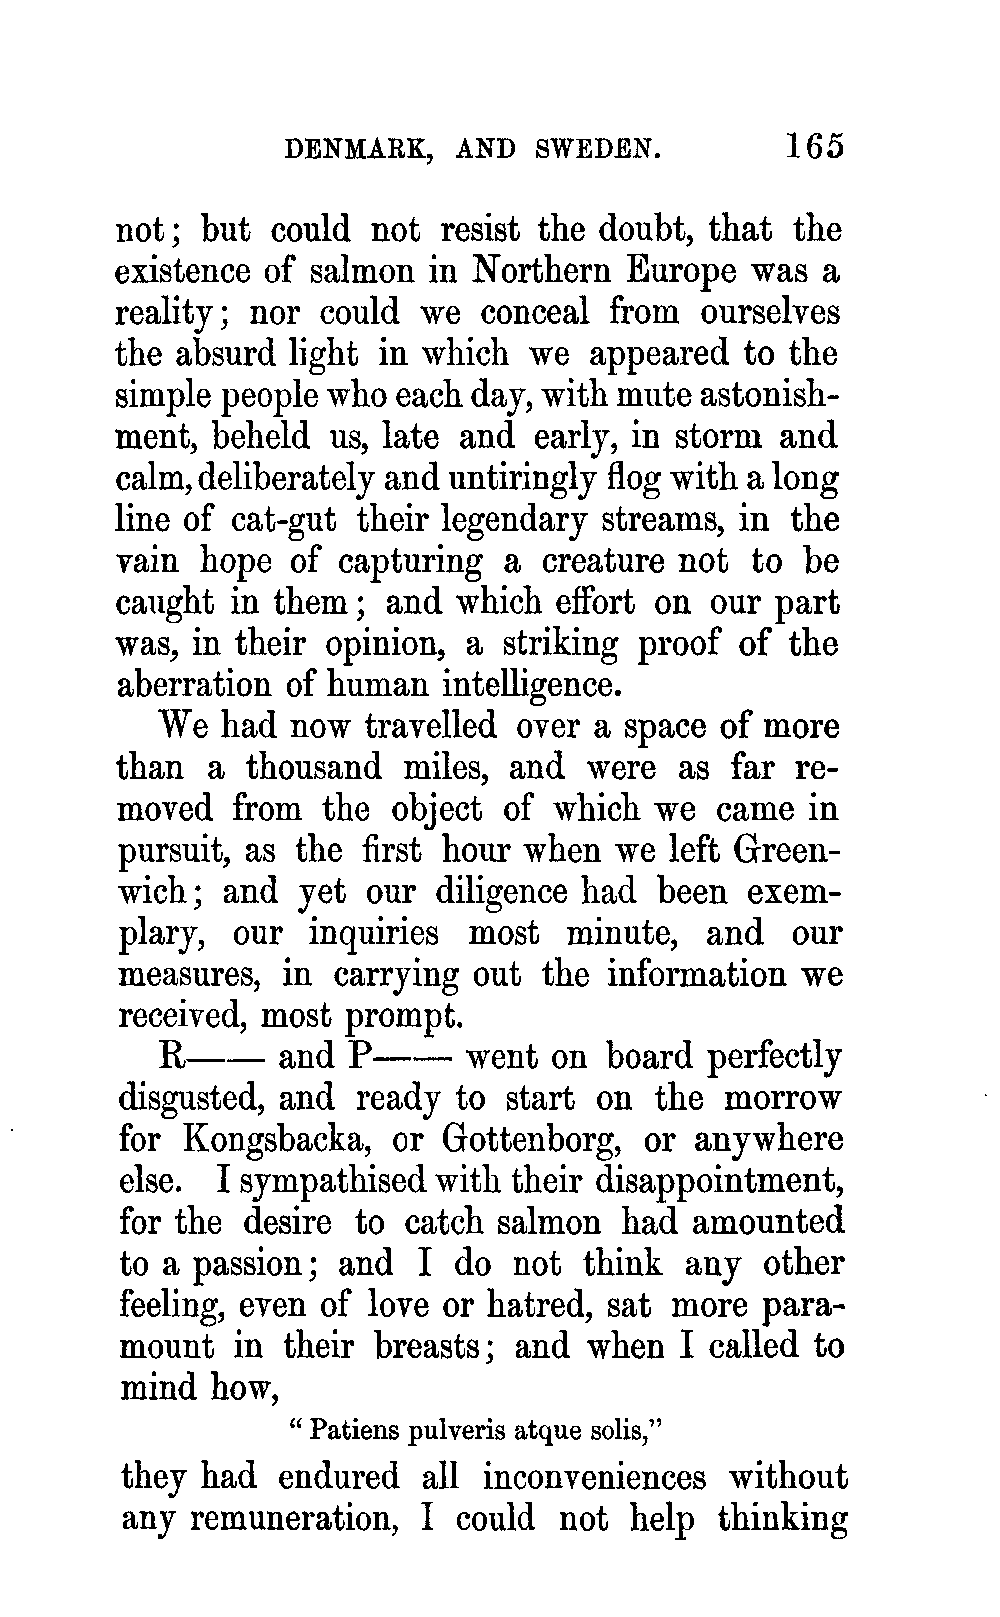 DENMARK, AND SWEDEN. 165
not; but could not resist the doubt, that the
existence of salmon in Northern Europe was a
reality; nor could we conceal from ourselves
the absurd light in which we appeared to the
simple people who each day, with mute astonish-
ment, beheld us, late and early, in storm and
calm, deliberately and untiringly flog with a long
line of cat-gut their legendary streams, in the
vain hope of capturing a creature not to be
caught in them; and which effort on our part
was, in their opinion, a striking proof of the
aberration of human intelligence.
We had now travelled over a space of more
than a thousand miles, and were as far re-
moved from the object of which we came in
pursuit, as the first hour when we left Green-
wich; and yet our diligence had been exem-
plary, our inquiries most minute, and our
measures, in carrying out the information we
received, most prompt.
R—— and P—— went on board perfectly
disgusted, and ready to start on the morrow
for Kongsbacka, or Gottenborg, or anywhere
else. I sympathised with their disappointment,
for the desire to catch salmon had amounted
to a passion; and I do not think any other
feeling, even of love or hatred, sat more para-
mount in their breasts; and when I called to
mind how,
“Patiens pulveris atque solis,”
they had endured all inconveniences without
any remuneration, I could not help thinking